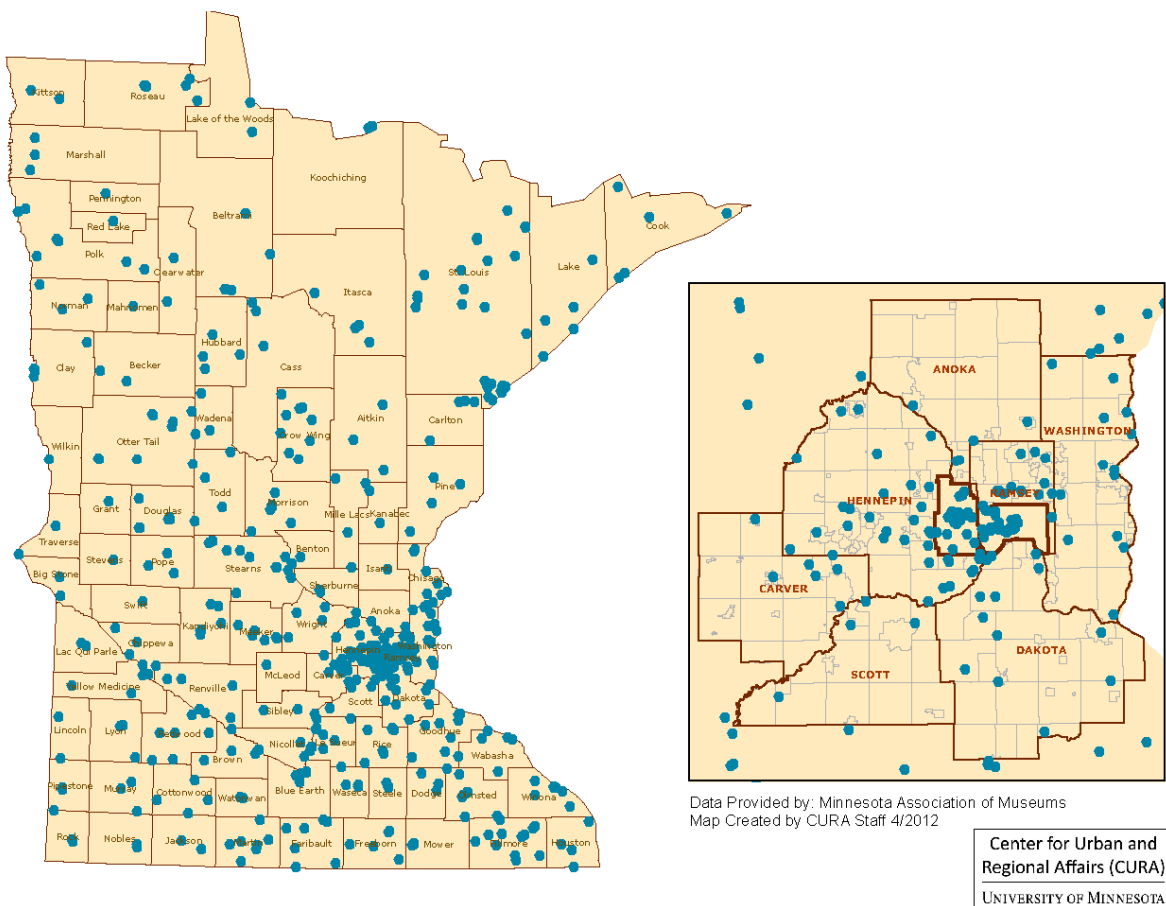 Kittson
Roseau
Lake of the Woods
Marshall
Koochiching
Pennington
Beltrami
Red Lake
Cook
Polk
Clearwater
St. Louis
Lake
Itasca
Norman
Mahnomen
Hubbard
Clay
Becker
Cass
Wadena
Aitkin
Carlton
Otter Tail
Crow Wing
Wilkin
Todd
Morrison
Pine
Grant
Douglas
Mille Lacs
Kanabec
Traverse
Stevens
Pope
Benton
Stearns
Isanti
Big Stone
Sherburne
Chisago
Swift
Anoka
Kandiyohi
Meeker
Wright
Lac Qui Parle
Chippewa
Hennepin
Washington
Ramsey
McLeod
Carver
Yellow Medicine
Renville
Scott
Dakota
Sibley
Lincoln
Lyon
Redwood
Goodhue
Nicollet
Le Sueur
Rice
Wabasha
Brown
Pipestone
Murray
Cottonwood
Watonwan
Blue Earth
Waseca
Steele
Dodge
Olmsted
Winona
Rock
Nobles
Jackson
Martin
Faribault
Freeborn
Mower
Fillmore
Houston
ANOKA
WASHINGTON
HENNEPIN
RAMSEY
CARVER
DAKOTA
SCOTT
Data Provided by: Minnesota Association of Museums
Map Created by CURA Staff 4/2012
Center for Urban and
Regional Affairs (CURA)
UNIVERSITY OF MINNESOTA